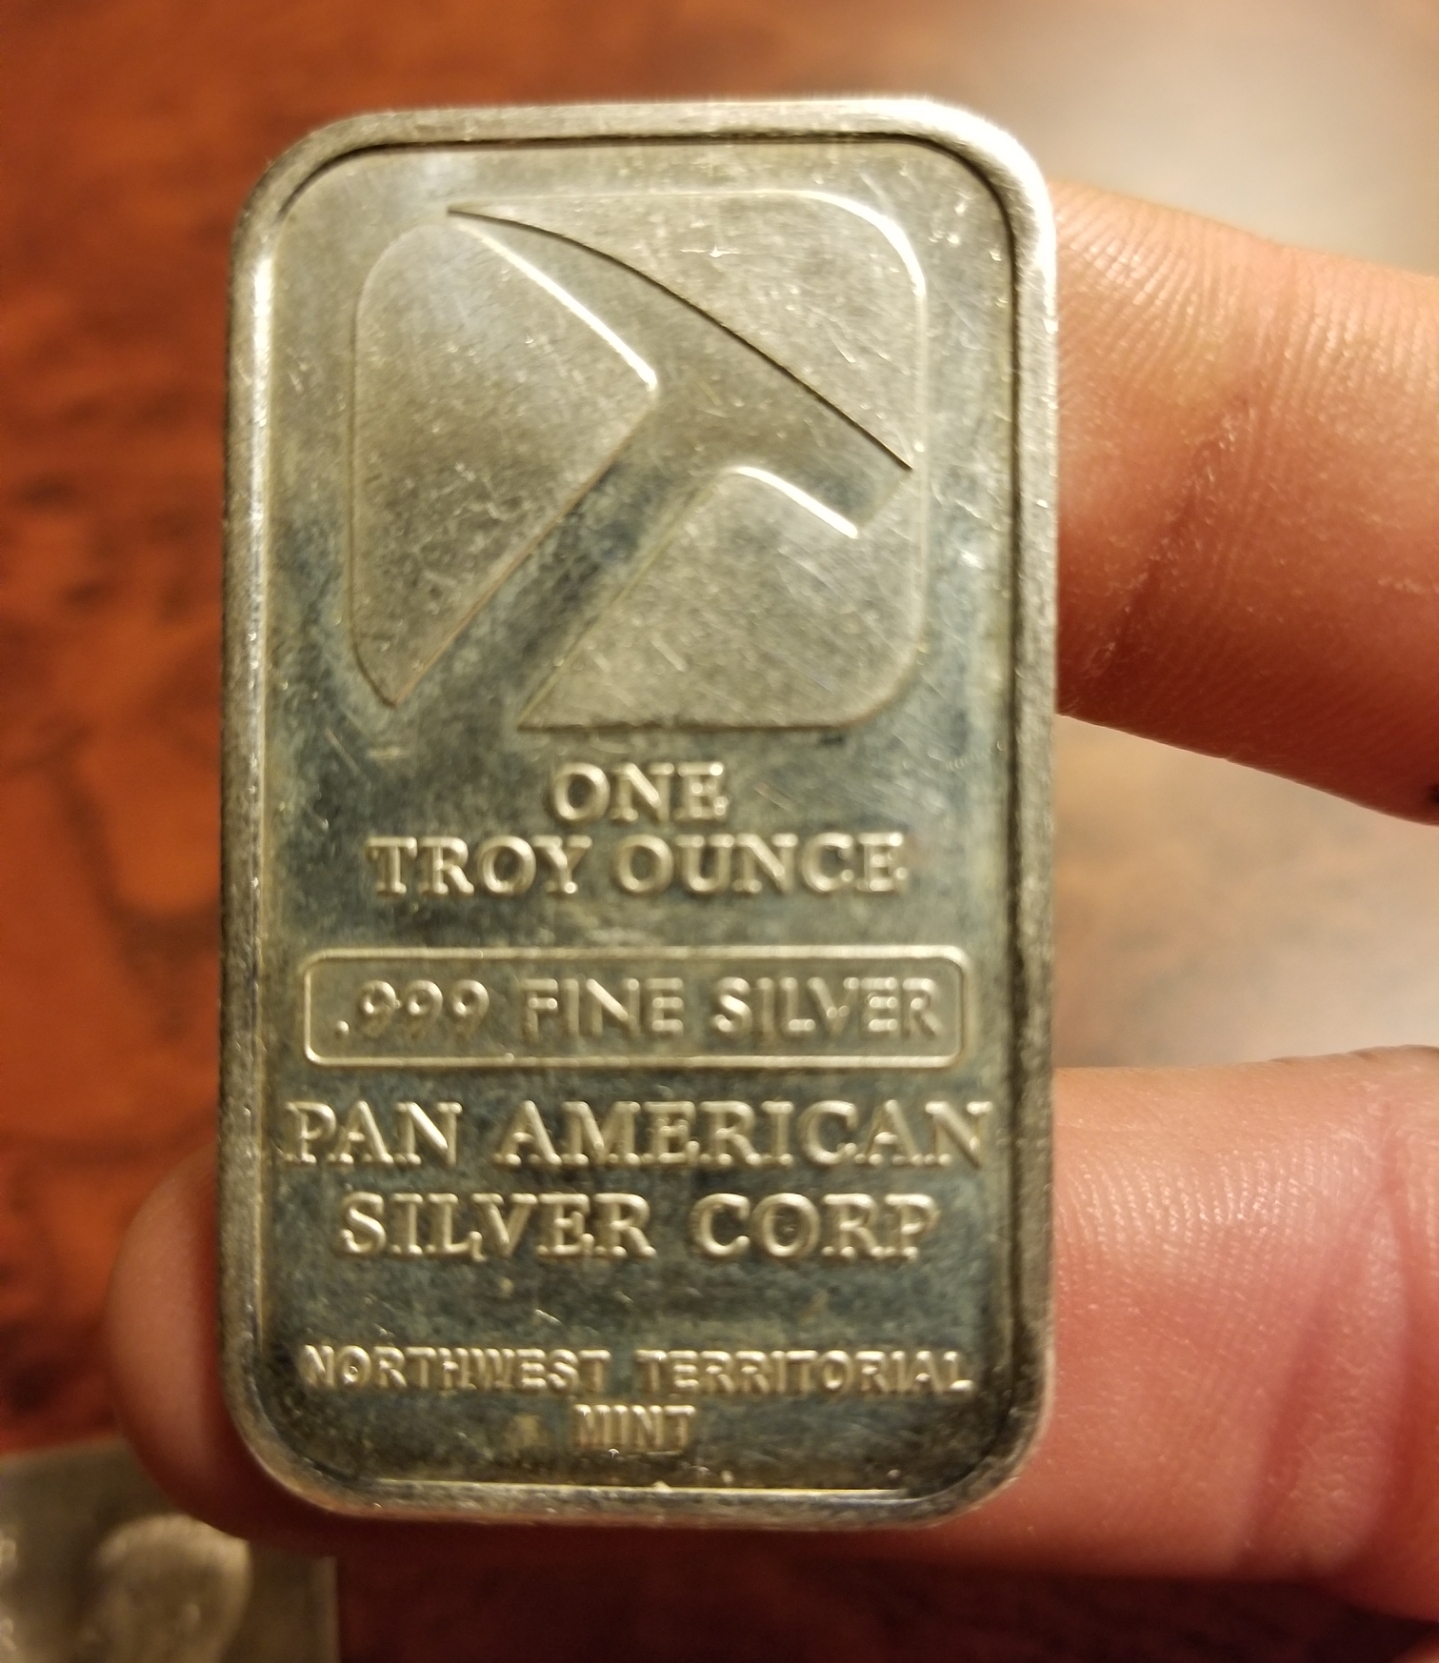 ONE
TROY OUNCE
.999 FINE SILVER
PAN AMERICAN
SILVER CORP
NORTHWEST TERRITORIAL
MINT